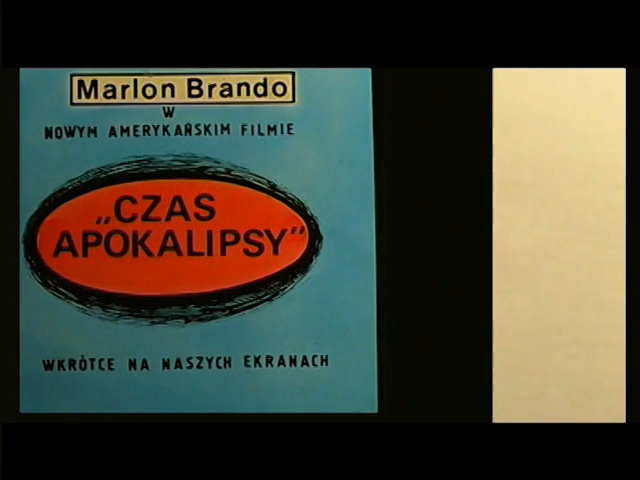 Marlon Brando
W
NOWYM AMERYKAŃSKIM FILMIE
„CZAS
APOKALIPSY”
WKRÓTCE NA NASZYCH EKRANACH